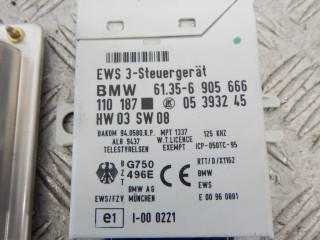 EWS 3-Steuergerät
BMW 61.35-6 905 666
110 187 05 3932 45
HW 03 SW 08
BAKOM 94.0580.K.P. MPT 1337 125 KHZ
ALR 9437 W.T.LICENCE ICP-050TC-95
TELESTYRELSEN EXEMPT
B G750 RTT/D/X1162
Z 496E BMW
T BMW AG EWS
EWS/FZV MÜNCHEN E 00 96 0801
e1 I-00 0221